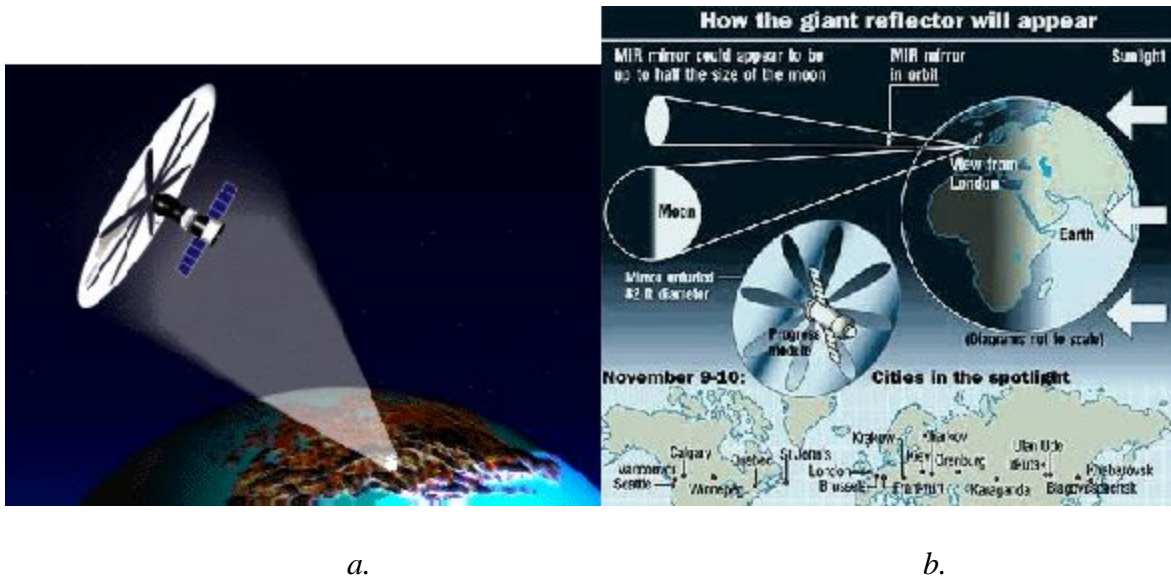 How the giant reflector will appear
MIR mirror could appear to be
up to half the size of the moon
MIR mirror
in orbit
Sunlight
View from
London
Moon
Earth
Mirror unfurled
82 ft diameter
Progress
module
(Diagrams not to scale)
November 9-10:
Cities in the spotlight
Krakow
Kharkov
Ulan Ude
Calgary
Quebec
St John's
London
Kiev
Orenburg
Irkutsk
Khabarovsk
Vancouver
Seattle
Winnipeg
Brussels
Frankfurt
Karaganda
a.
b.